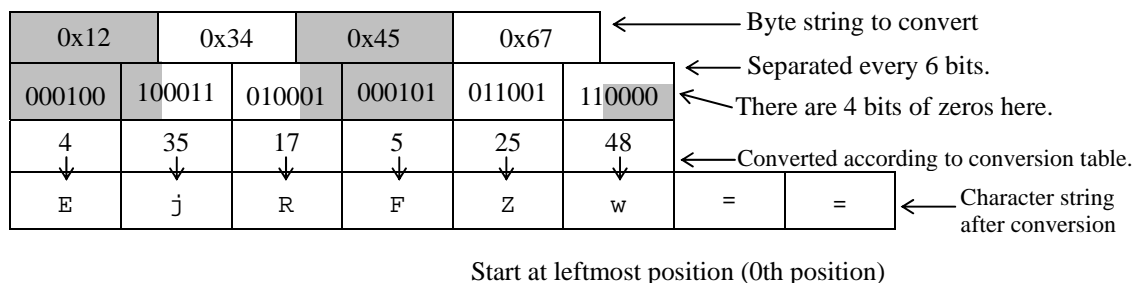 0x12 0x34 0x45 0x67 Byte string to convert
Separated every 6 bits.
000100 100011 010001 000101 011001 110000 There are 4 bits of zeros here.
4 35 17 5 25 48 Converted according to conversion table.
E j R F Z w = = Character string
after conversion
Start at leftmost position (0th position)